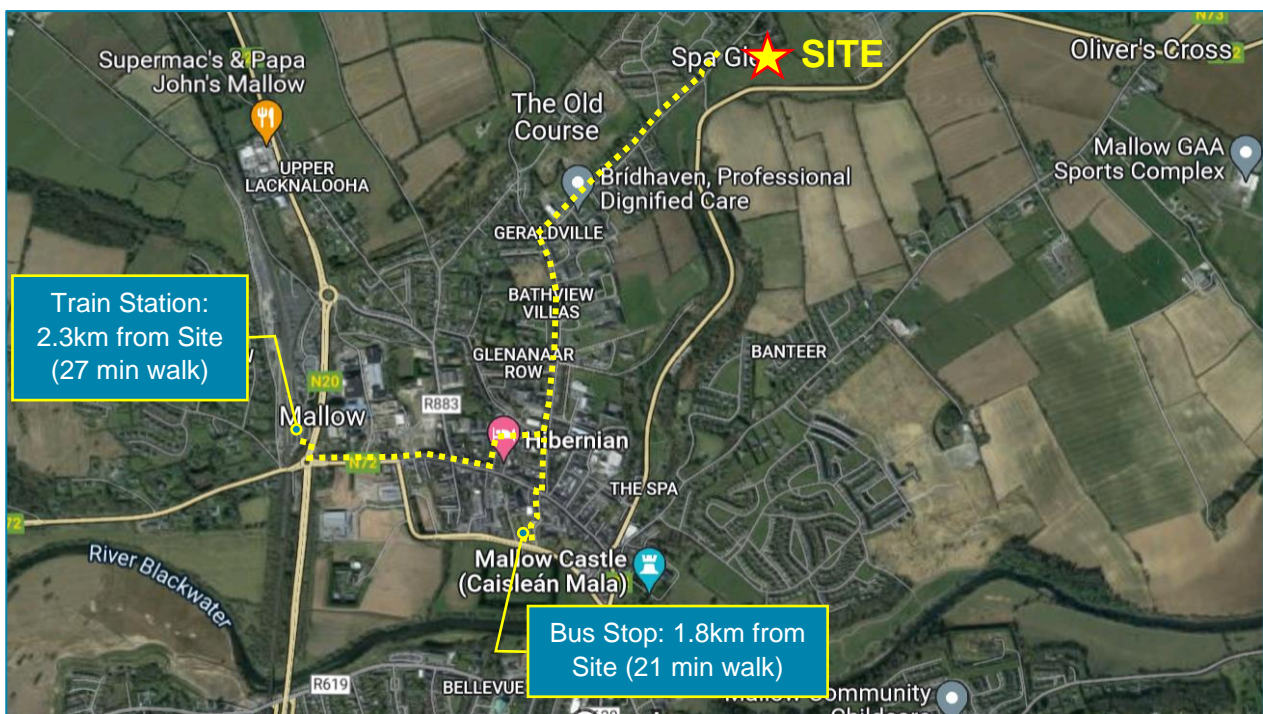 N73
Spa Gle
SITE
Oliver's Cross
Supermac's & Papa
John's Mallow
The Old
Course
Mallow GAA
Sports Complex
UPPER
LACKNALOOHA
Brídhaven, Professional
Dignified Care
GERALDVILLE
Train Station:
2.3km from Site
(27 min walk)
BATHVIEW
VILLAS
GLENANAAR
ROW
BANTEER
N20
R883
Mallow
Hibernian
N72
THE SPA
72
River Blackwater
Mallow Castle
(Caisleán Mala)
Bus Stop: 1.8km from
Site (21 min walk)
R619
BELLEVUE
Mallow Community